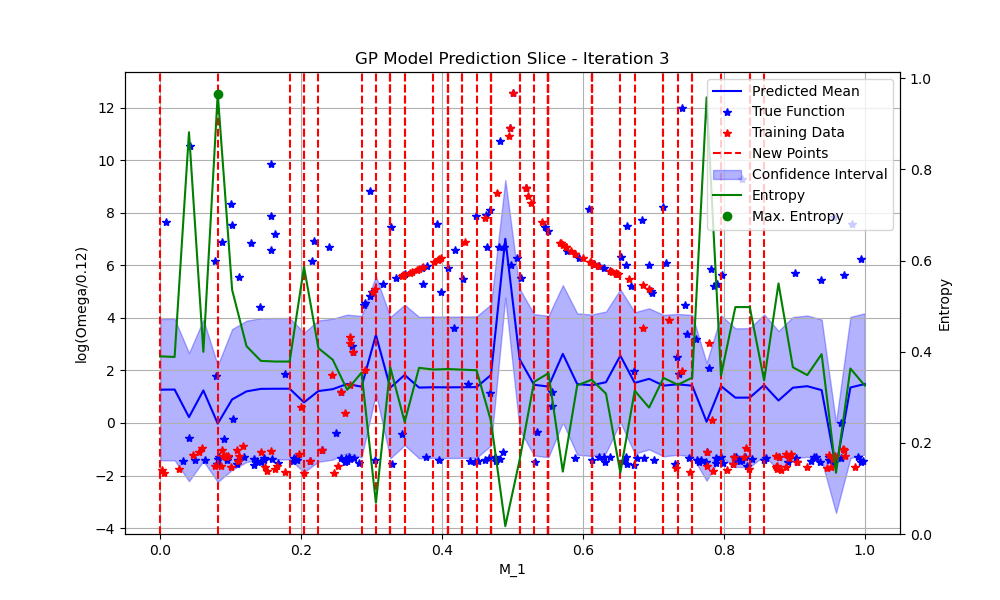 GP Model Prediction Slice - Iteration 3
log(Omega/0.12)
12
10
8
6
4
2
0
−2
−4
0.0
0.2
0.4
0.6
0.8
1.0
M_1
1.0
0.8
0.6
0.4
0.2
0.0
Entropy
Predicted Mean
True Function
Training Data
New Points
Confidence Interval
Entropy
Max. Entropy